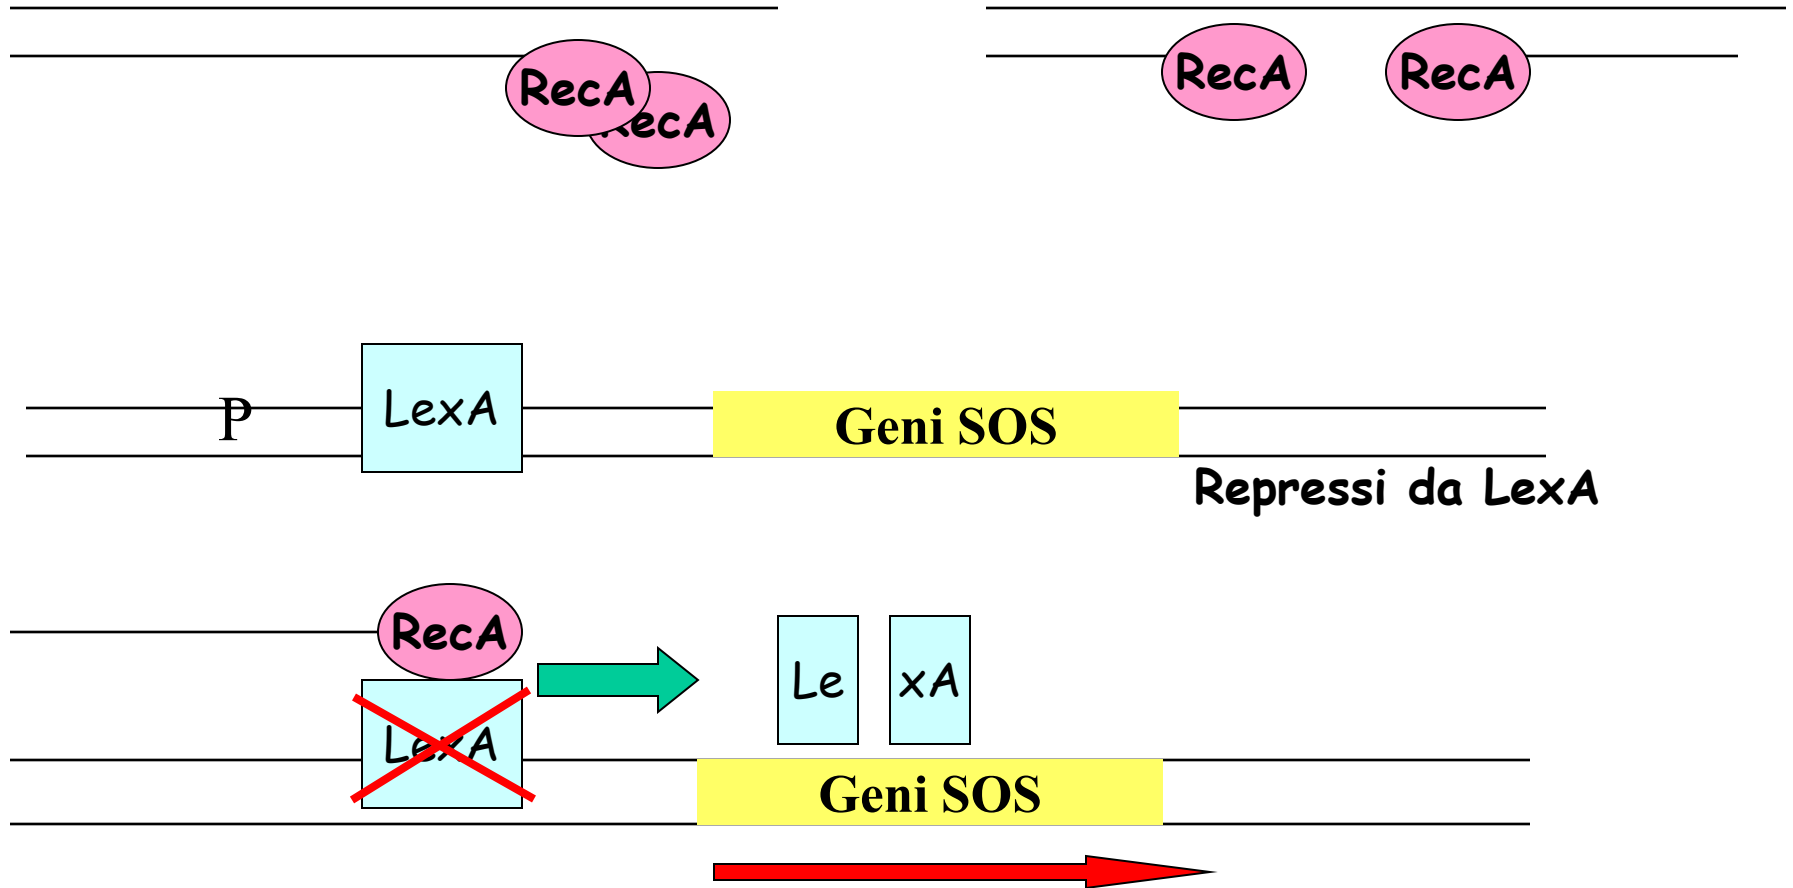 RecA
RecA
RecA
RecA
P
LexA
Geni SOS
Repressi da LexA
RecA
Le
xA
LexA
Geni SOS